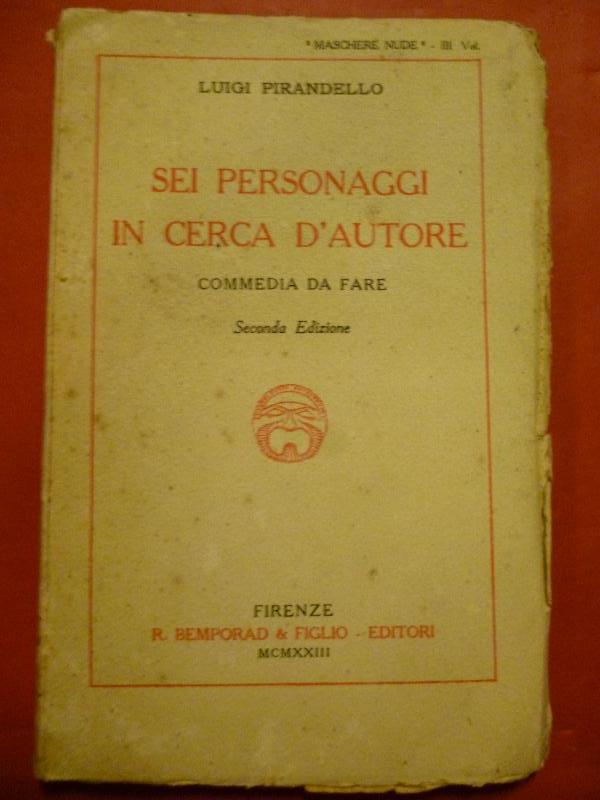 "MASCHERE NUDE" - III Vol.
LUIGI PIRANDELLO
SEI PERSONAGGI
IN CERCA D'AUTORE
COMMEDIA DA FARE
Seconda Edizione
FIRENZE
R. BEMPORAD & FIGLIO - EDITORI
MCMXXIII